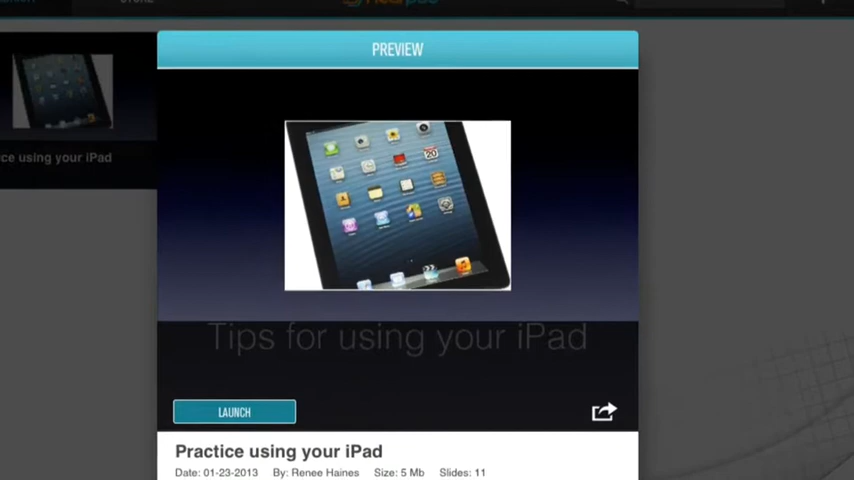 STORE
PREVIEW
using your iPad
Tips for using your iPad
LAUNCH
Practice using your iPad
Date: 01-23-2013 By: Renee Haines Size: 5 Mb Slides: 11